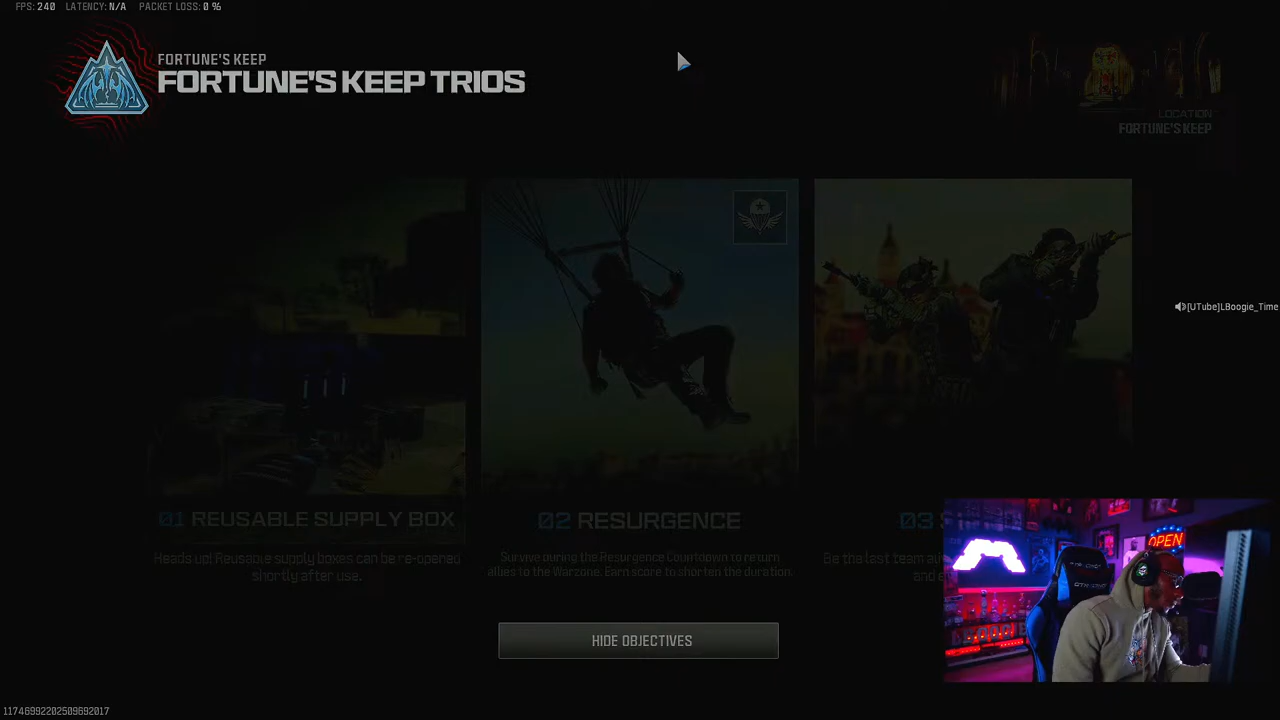 FPS: 240 LATENCY: N/A PACKET LOSS: 0 %
FORTUNE'S KEEP
FORTUNE'S KEEP TRIOS
LOCATION
FORTUNE'S KEEP
[UTube]LBoogie_Time
01 REUSABLE SUPPLY BOX
Heads up! Reusable supply boxes can be re-opened
shortly after use.
02 RESURGENCE
Survive during the Resurgence Countdown to return
allies to the Warzone. Earn score to shorten the duration.
03
Be the last team
and
HIDE OBJECTIVES
OPEN
11746992202509692017